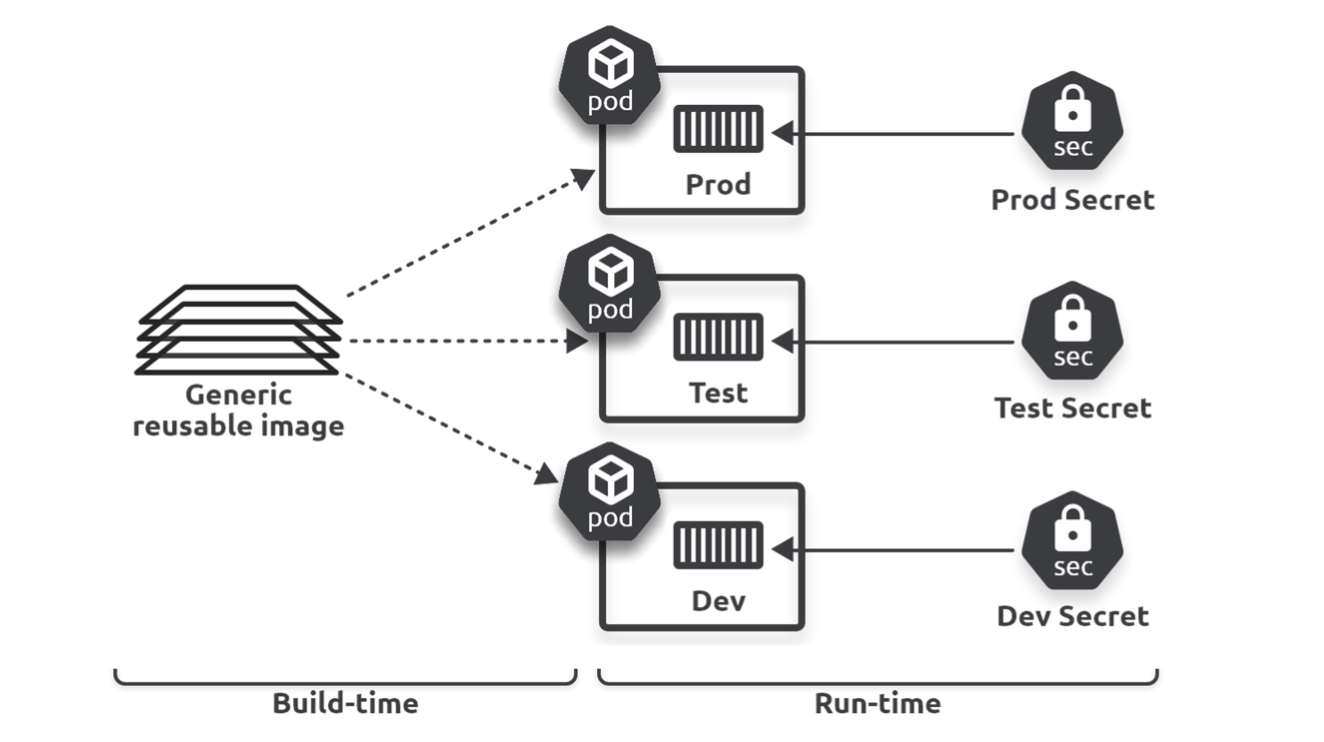 pod
Prod
sec
Prod Secret
pod
Test
sec
Test Secret
Generic
reusable image
pod
Dev
sec
Dev Secret
Build-time
Run-time